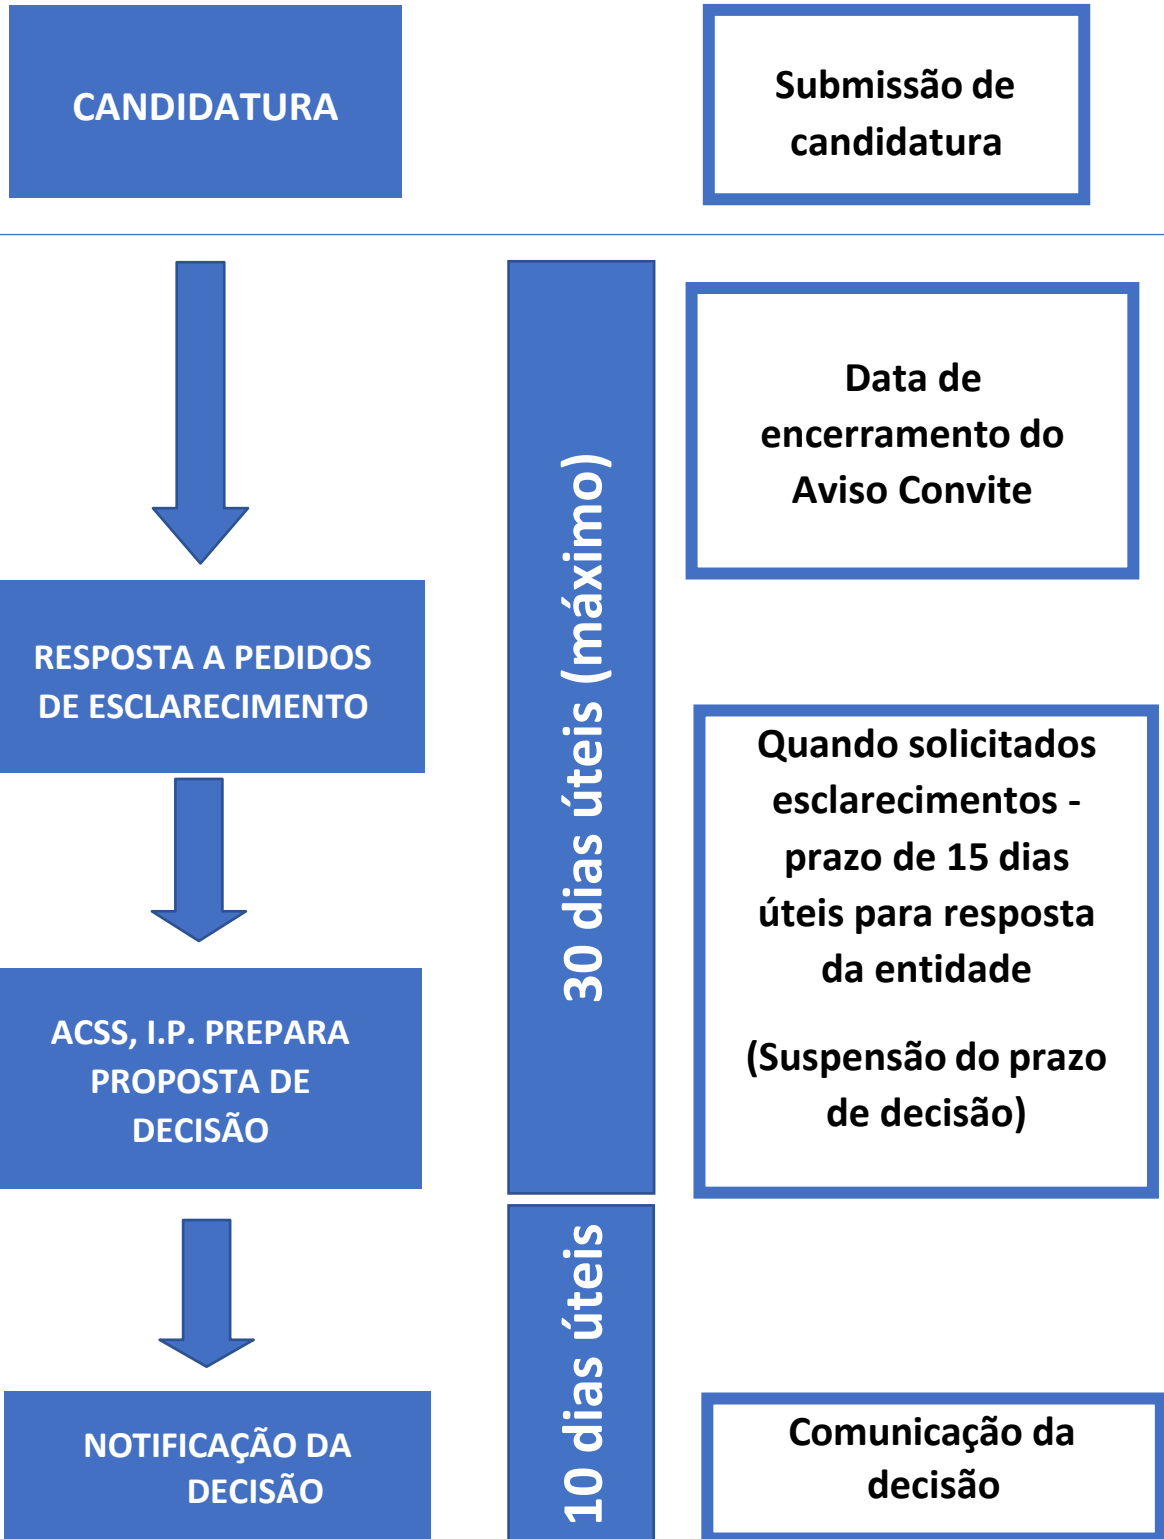 CANDIDATURA
Submissão de
candidatura
Data de
encerramento do
Aviso Convite
30 dias úteis (máximo)
RESPOSTA A PEDIDOS
DE ESCLARECIMENTO
Quando solicitados
esclarecimentos -
prazo de 15 dias
úteis para resposta
da entidade
(Suspensão do prazo
de decisão)
ACSS, I.P. PREPARA
PROPOSTA DE
DECISÃO
10 dias úteis
NOTIFICAÇÃO DA
DECISÃO
Comunicação da
decisão